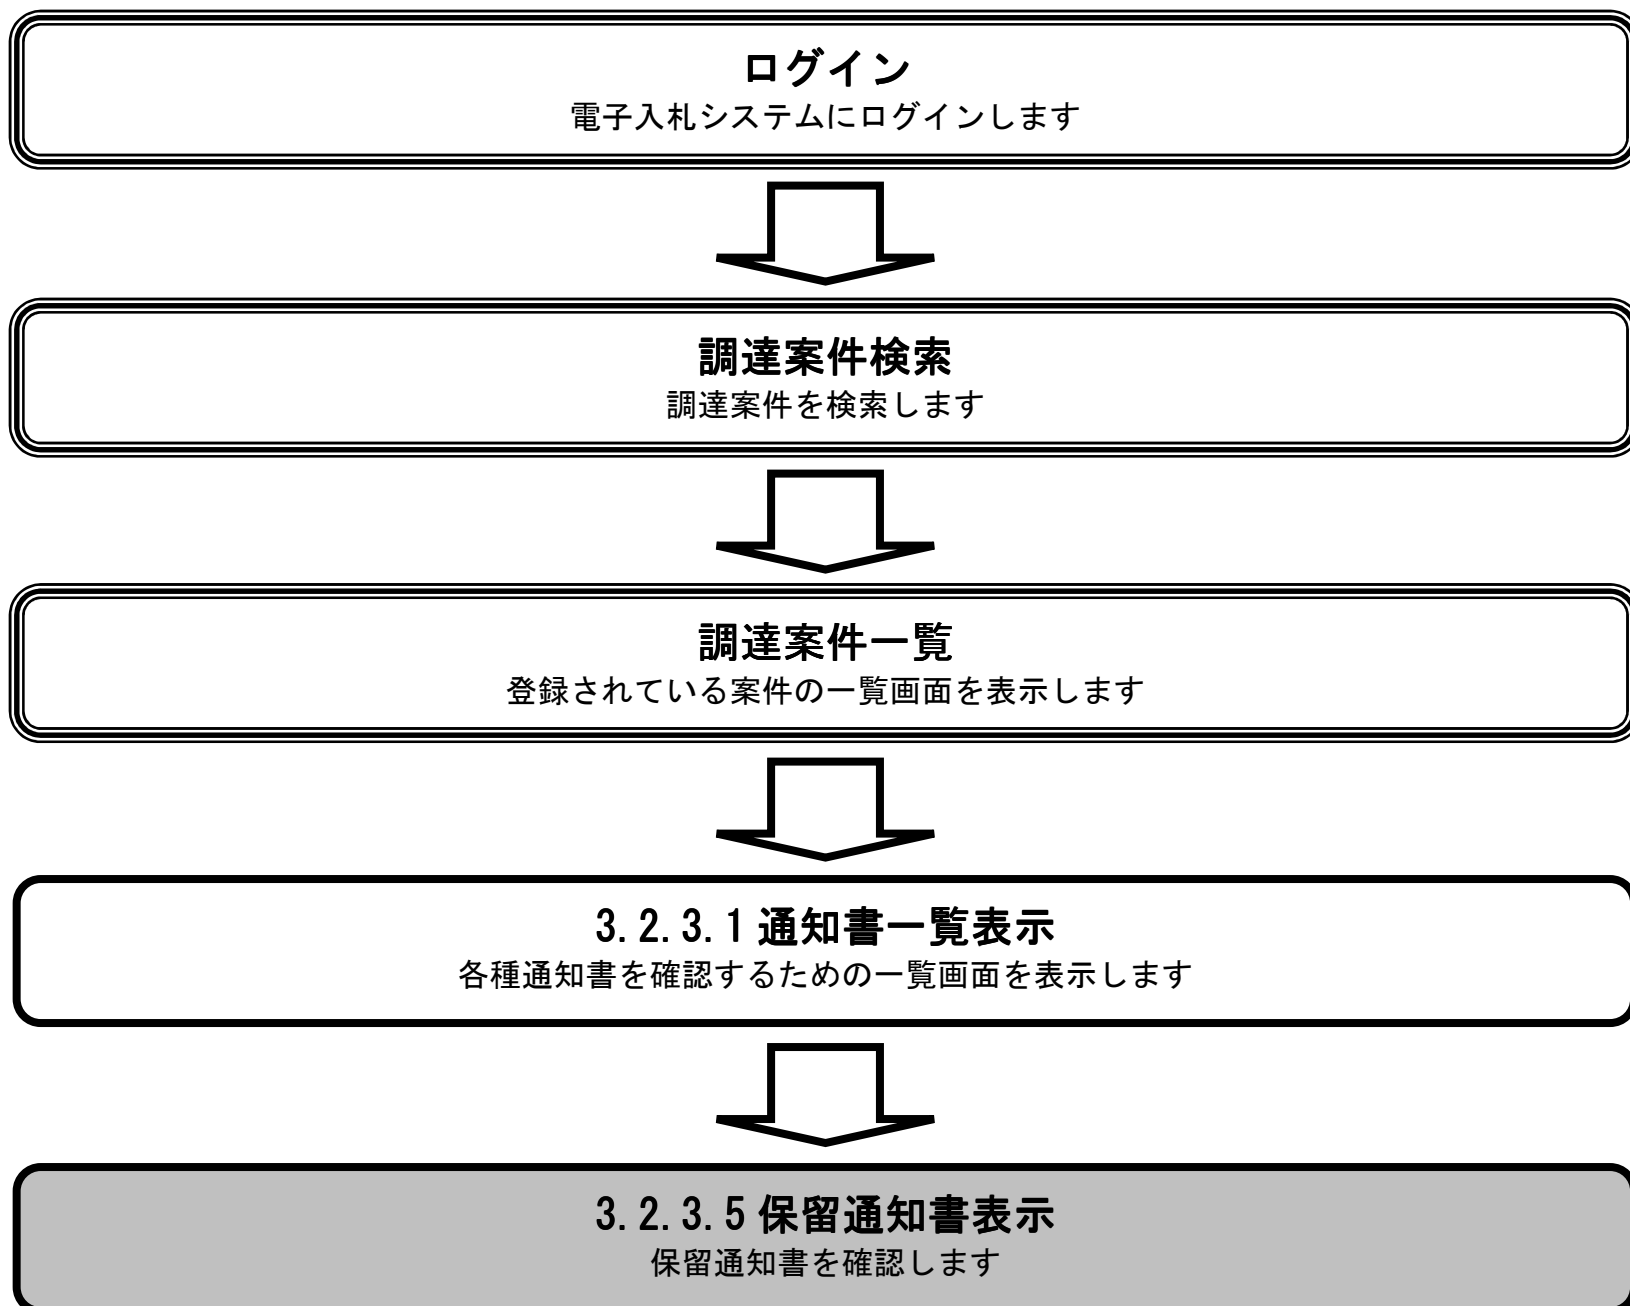 ログイン
電子入札システムにログインします
調達案件検索
調達案件を検索します
調達案件一覧
登録されている案件の一覧画面を表示します
3.2.3.1 通知書一覧表示
各種通知書を確認するための一覧画面を表示します
3.2.3.5 保留通知書表示
保留通知書を確認します